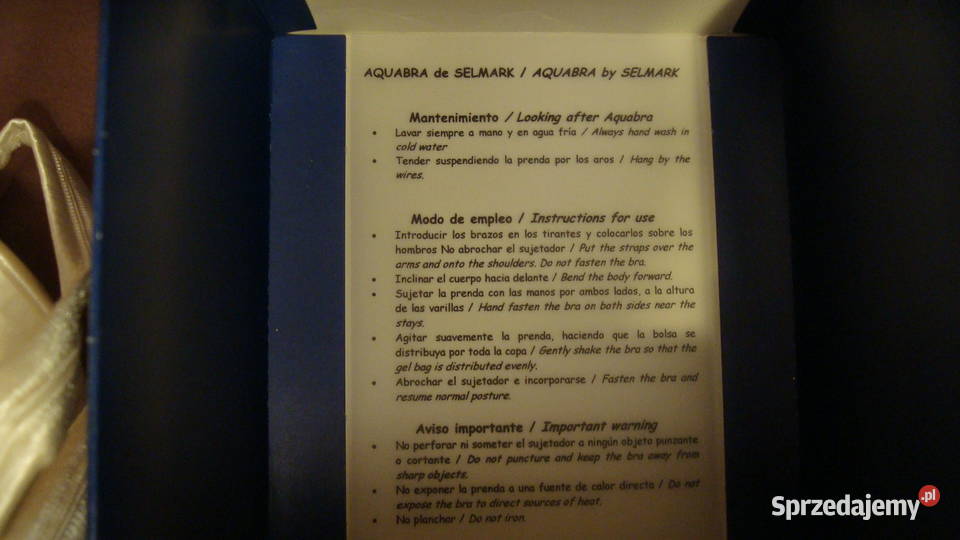 AQUABRA de SELMARK / AQUABRA by SELMARK
Mantenimiento / Looking after Aquabra
• Lavar siempre a mano y en agua fría / Always hand wash in
cold water
• Tender suspendiendo la prenda por los aros / Hang by the
wires.
Modo de empleo / Instructions for use
• Introducir los brazos en los tirantes y colocarlos sobre los
hombros No abrochar el sujetador / Put the straps over the
arms and onto the shoulders. Do not fasten the bra.
• Inclinar el cuerpo hacia delante / Bend the body forward.
• Sujetar la prenda con las manos por ambos lados, a la altura
de las varillas / Hand fasten the bra on both sides near the
stays.
• Agitar suavemente la prenda, haciendo que la bolsa se
distribuya por toda la copa / Gently shake the bra so that the
gel bag is distributed evenly.
• Abrochar el sujetador e incorporarse / Fasten the bra and
resume normal posture.
Aviso importante / Important warning
• No perforar ni someter el sujetador a ningún objeto punzante
o cortante / Do not puncture and keep the bra away from
sharp objects.
• No exponer la prenda a una fuente de calor directa / Do not
expose the bra to direct sources of heat.
• No planchar / Do not iron.
Sprzedajemy.pl